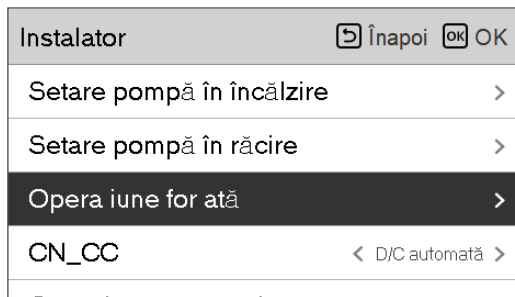 Instalator Înapoi OK OK
Setare pompă în încălzire
Setare pompă în răcire
Opera iune for ată
CN_CC < D/C automată >